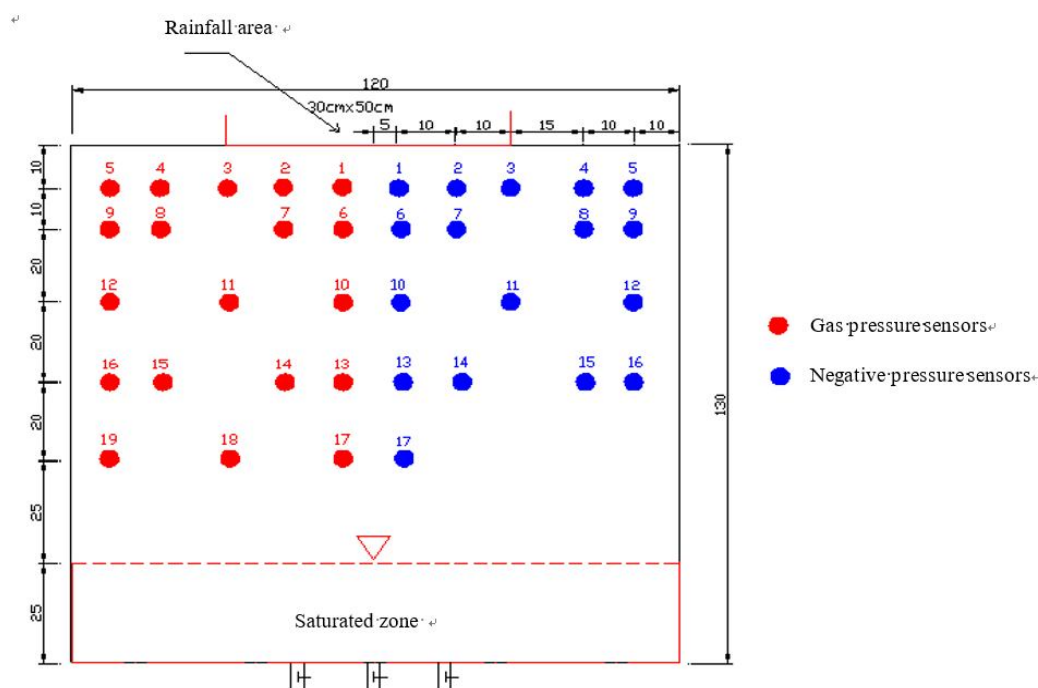 Rainfall area
120
30cm×50cm
5 10 10 15 10 10
10
5 4 3 2 1 1 2 3 4 5
10
9 8 7 6 6 7 8 9
20
12 11 10 10 11 12
20
Gas pressure sensors
16 15 14 13 13 14 15 16
Negative pressure sensors
130
20
19 18 17 17
25
25
Saturated zone